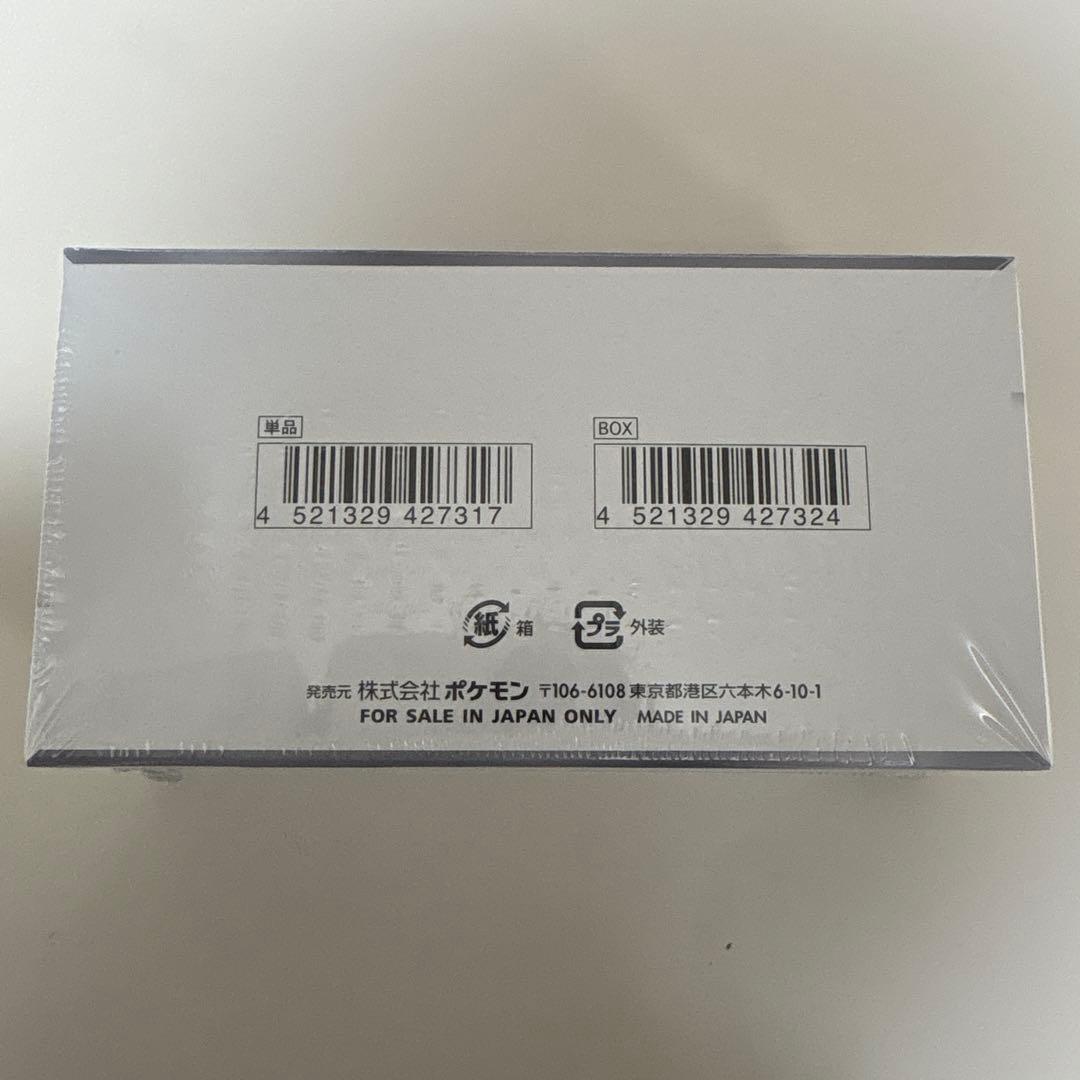 単品
BOX
4 521329 427317
4 521329 427324
紙 箱
プラ 外装
発売元 株式会社 ポケモン 〒106-6108 東京都港区六本木6-10-1
FOR SALE IN JAPAN ONLY MADE IN JAPAN